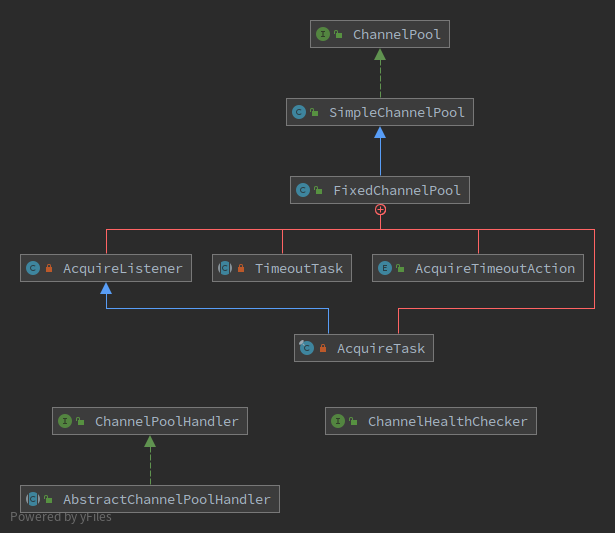 I ChannelPool
C SimpleChannelPool
C FixedChannelPool
C AcquireListener
C TimeoutTask
E AcquireTimeoutAction
C AcquireTask
I ChannelPoolHandler
I ChannelHealthChecker
C AbstractChannelPoolHandler
Powered by yFiles